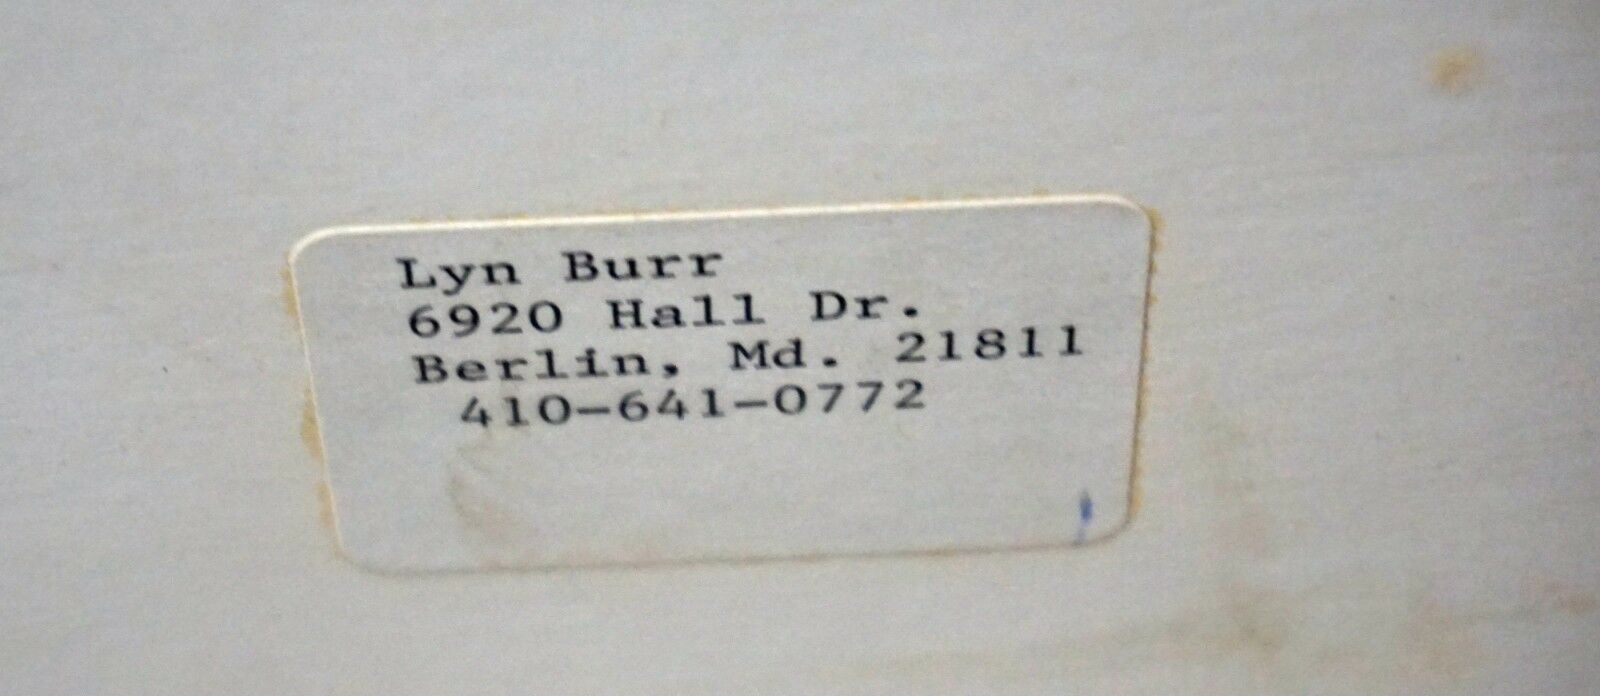 Lyn Burr
6920 Hall Dr.
Berlin, Md. 21811
410-641-0772